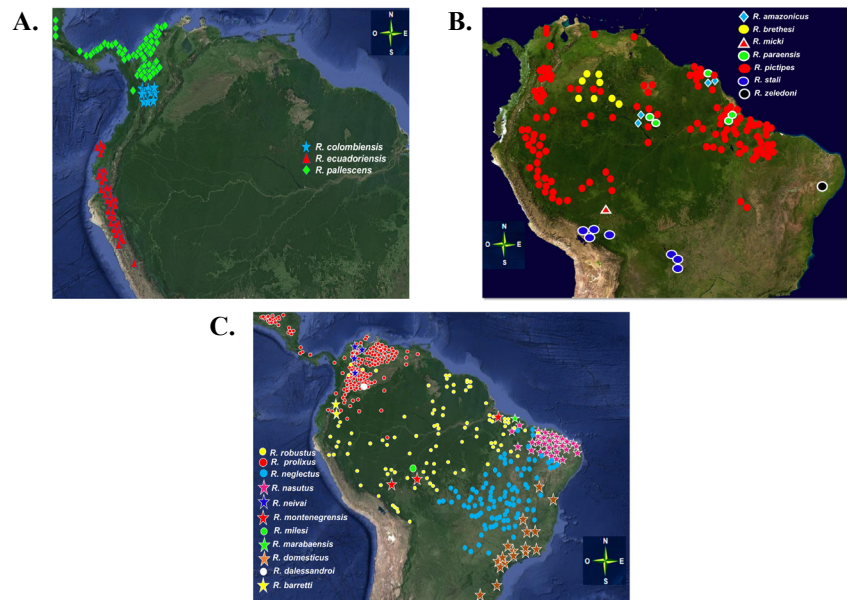 A.
N
O E
S
R. colombiensis
R. ecuadoriensis
R. pallescens
B.
R. amazonicus
R. brethesi
R. micki
R. paraensis
R. pictipes
R. stali
R. zeledoni
N
O E
S
C.
R. robustus
R. prolixus
R. neglectus
R. nasutus
R. neivai
R. montenegrensis
R. milesi
R. marabaensis
R. domesticus
R. dalessandroi
R. barretti
N
O E
S